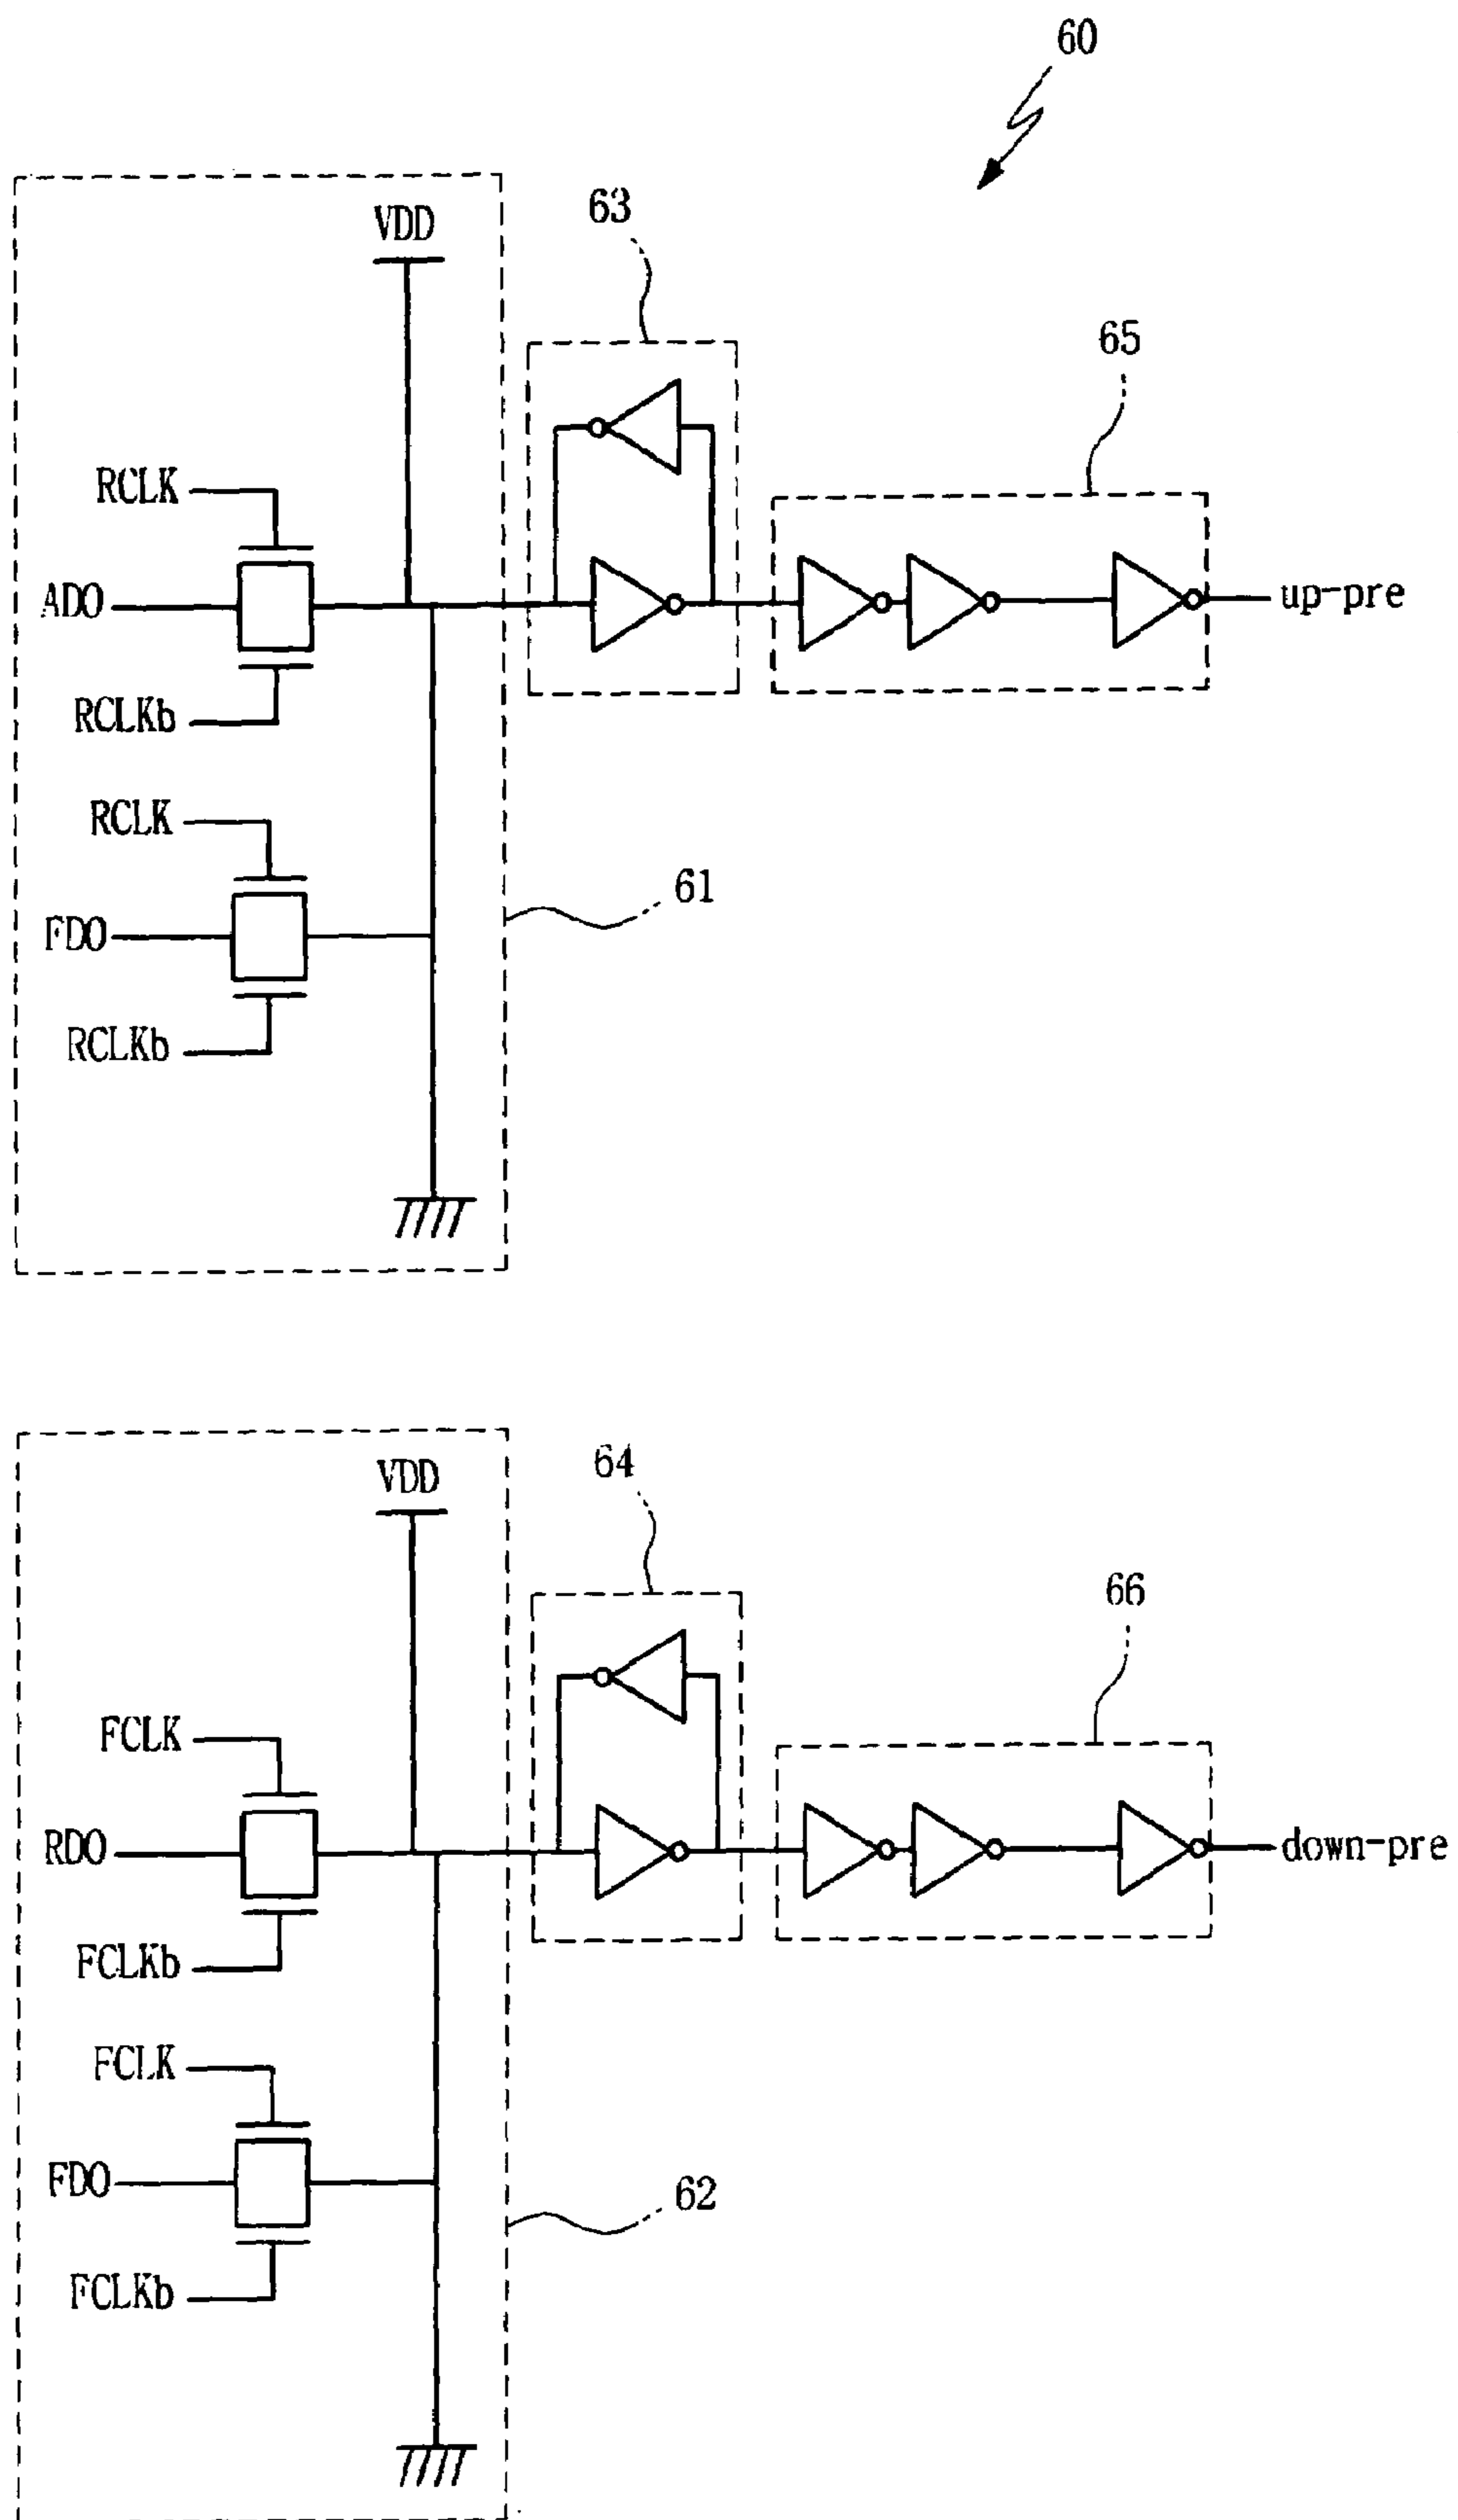 60
VDD
63
65
RCLK
ADO
up-pre
RCLKb
RCLK
61
FDO
RCLKb
VDD
64
66
FCLK
RDO
down-pre
FCLKb
FCLK
FDO
62
FCLKb